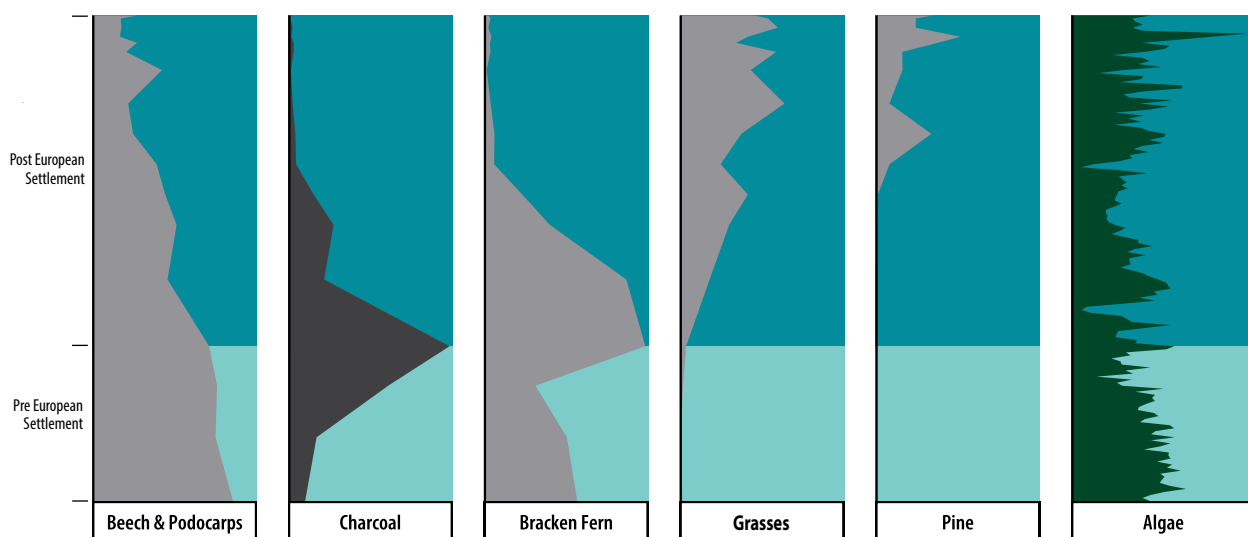 Post European
Settlement
Pre European
Settlement
Beech & Podocarps
Charcoal
Bracken Fern
Grasses
Pine
Algae